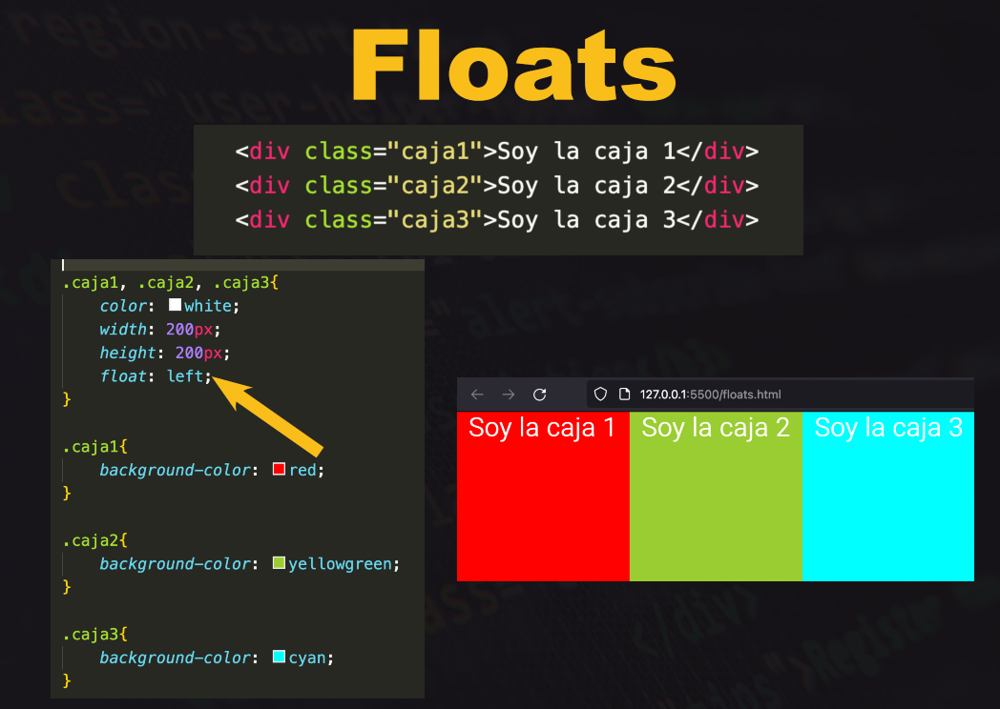 Floats
<div class="caja1">Soy la caja 1</div>
<div class="caja2">Soy la caja 2</div>
<div class="caja3">Soy la caja 3</div>
.caja1, .caja2, .caja3{
color: white;
width: 200px;
height: 200px;
float: left;
}
.caja1{
background-color: red;
}
.caja2{
background-color: yellowgreen;
}
.caja3{
background-color: cyan;
}
127.0.0.1:5500/floats.html
Soy la caja 1 Soy la caja 2 Soy la caja 3